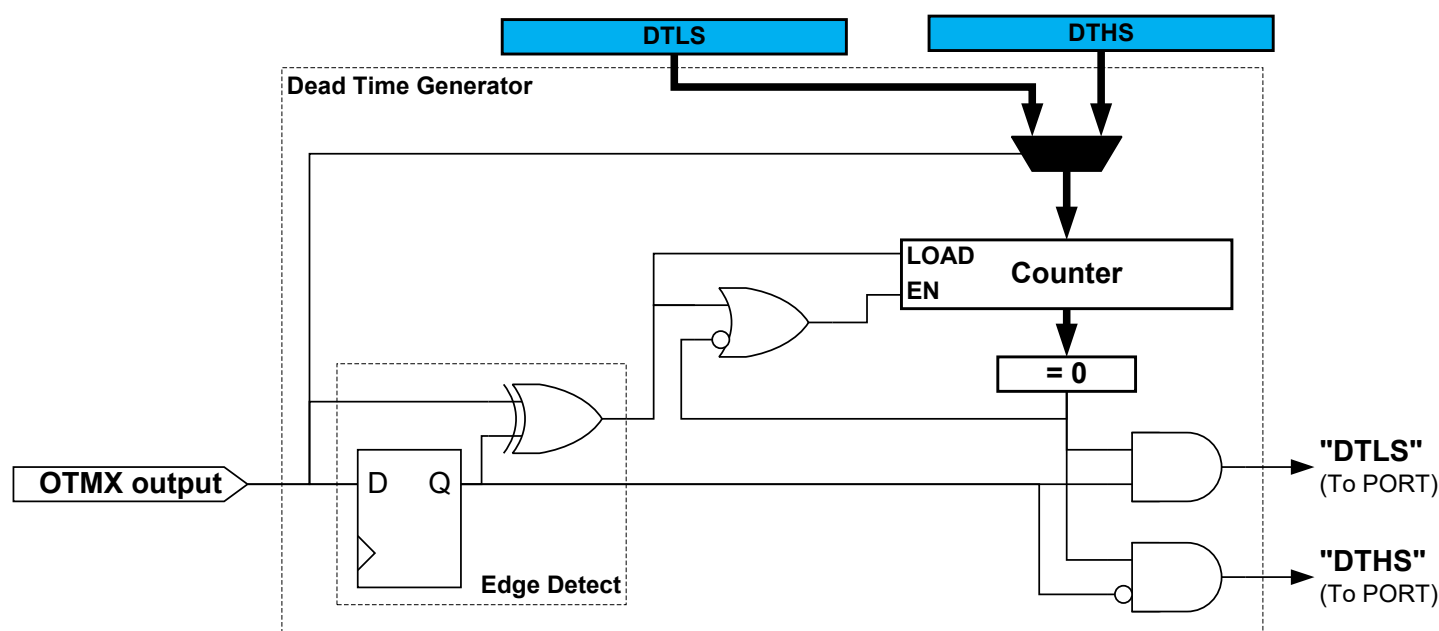 DTLS
DTHS
Dead Time Generator
LOAD
Counter
EN
= 0
"DTLS"
(To PORT)
OTMX output
D
Q
"DTHS"
(To PORT)
Edge Detect